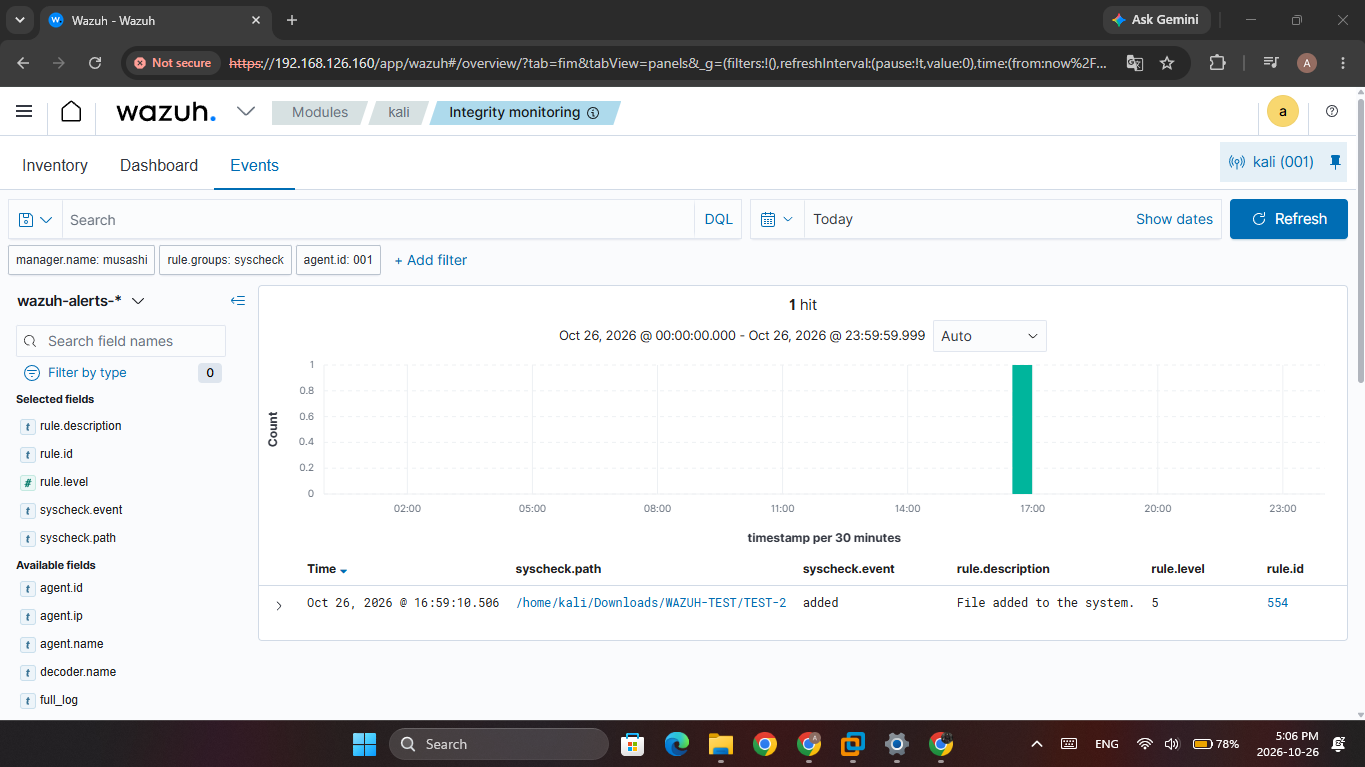 Wazuh - Wazuh
Ask Gemini
Not secure https://192.168.126.160/app/wazuh#/overview/?tab=fim&tabView=panels&_g=(filters:!(),refreshInterval:(pause:!t,value:0),time:(from:now%2F... A
wazuh. Modules kali Integrity monitoring a
Inventory Dashboard Events kali (001)
Search DQL Today Show dates Refresh
manager.name: musashi rule.groups: syscheck agent.id: 001 + Add filter
wazuh-alerts-*
Search field names
Filter by type 0
Selected fields
t rule.description
t rule.id
# rule.level
t syscheck.event
t syscheck.path
Available fields
t agent.id
t agent.ip
t agent.name
t decoder.name
t full_log
1 hit
Oct 26, 2026 @ 00:00:00.000 - Oct 26, 2026 @ 23:59:59.999 Auto
Count
1
0.8
0.6
0.4
0.2
0
02:00 05:00 08:00 11:00 14:00 17:00 20:00 23:00
timestamp per 30 minutes
Time syscheck.path syscheck.event rule.description rule.level rule.id
Oct 26, 2026 @ 16:59:10.506 /home/kali/Downloads/WAZUH-TEST/TEST-2 added File added to the system. 5 554
Search
ENG
78%
5:06 PM
2026-10-26